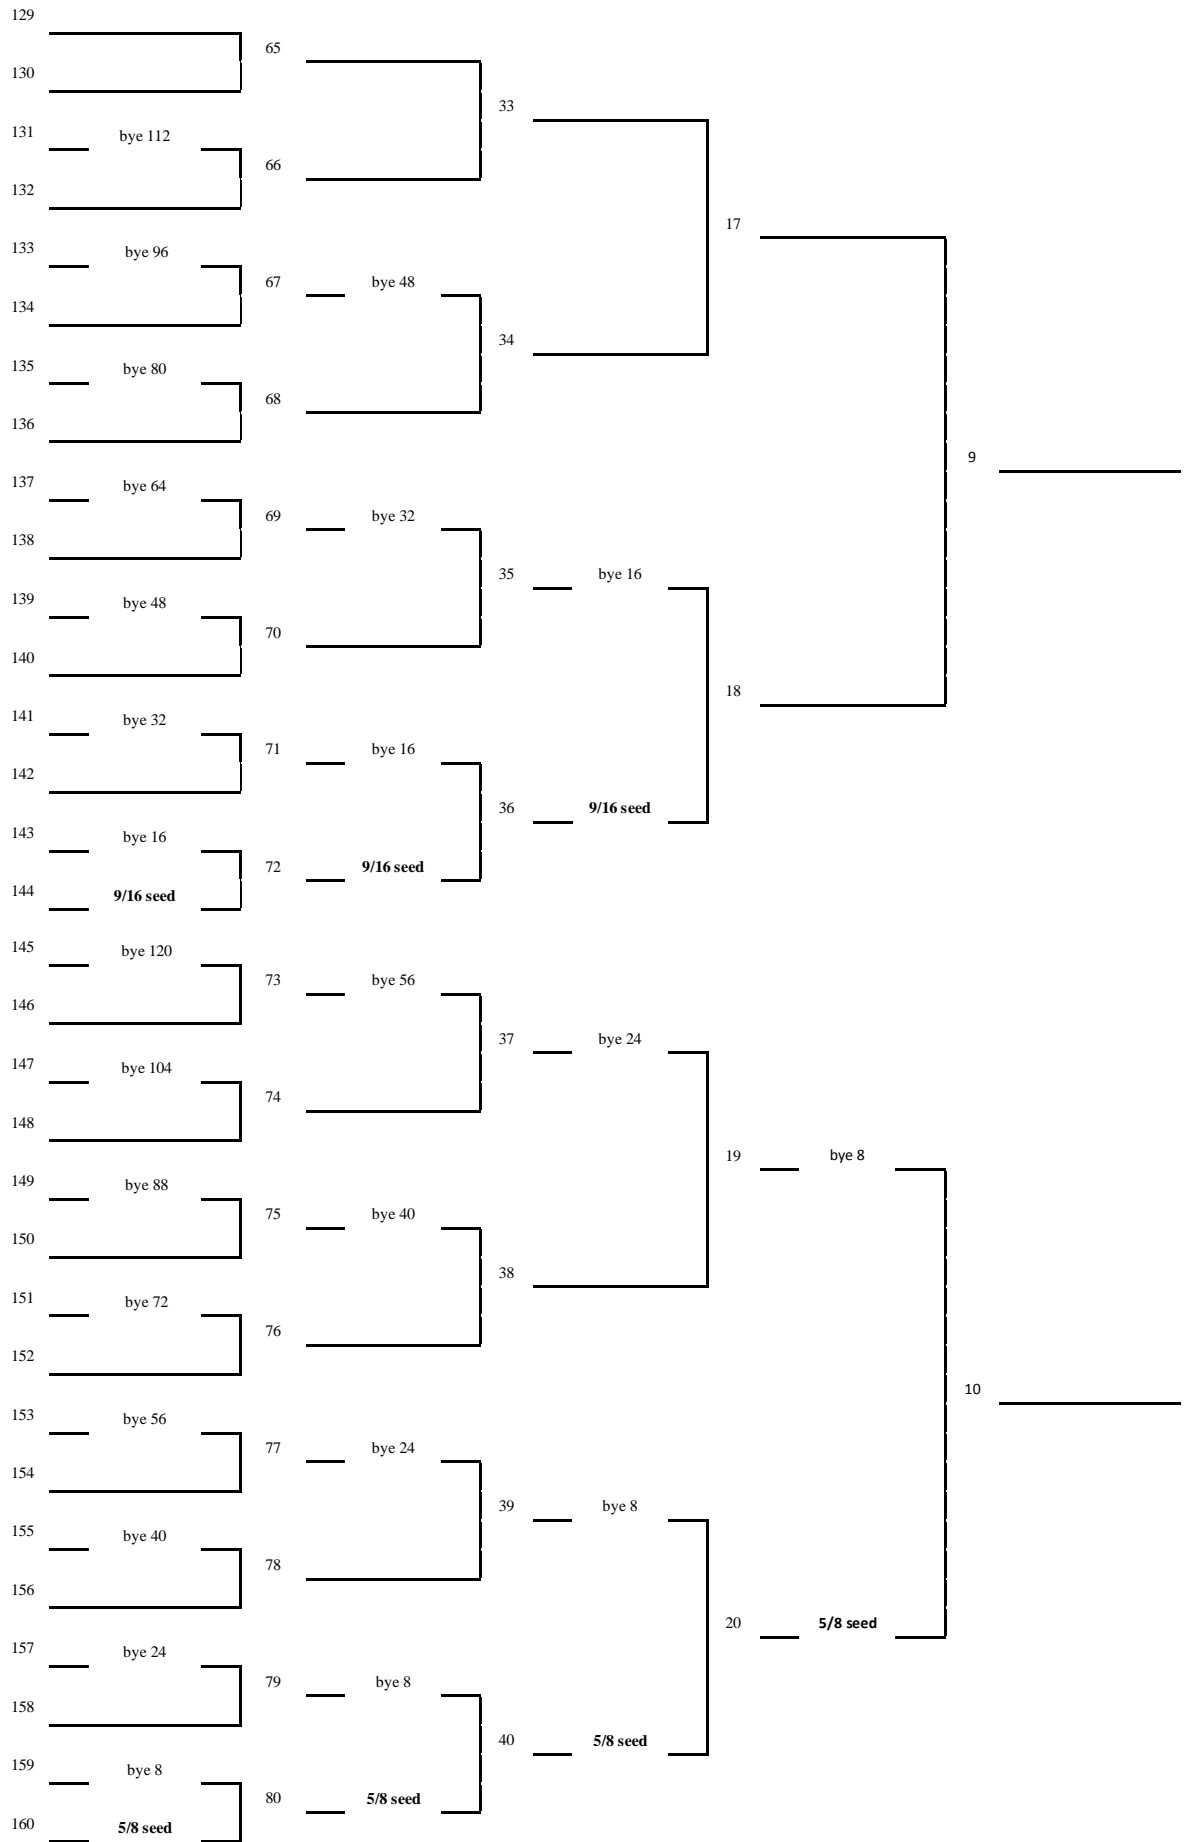 129
65
130
33
131 bye 112
66
132
17
133 bye 96
67 bye 48
134
34
135 bye 80
68
136
9
137 bye 64
69 bye 32
138
35 bye 16
139 bye 48
70
140
18
141 bye 32
71 bye 16
142
36 9/16 seed
143 bye 16
72 9/16 seed
144 9/16 seed
145 bye 120
73 bye 56
146
37 bye 24
147 bye 104
74
148
19 bye 8
149 bye 88
75 bye 40
150
38
151 bye 72
76
152
10
153 bye 56
77 bye 24
154
39 bye 8
155 bye 40
78
156
20 5/8 seed
157 bye 24
79 bye 8
158
40 5/8 seed
159 bye 8
80 5/8 seed
160 5/8 seed